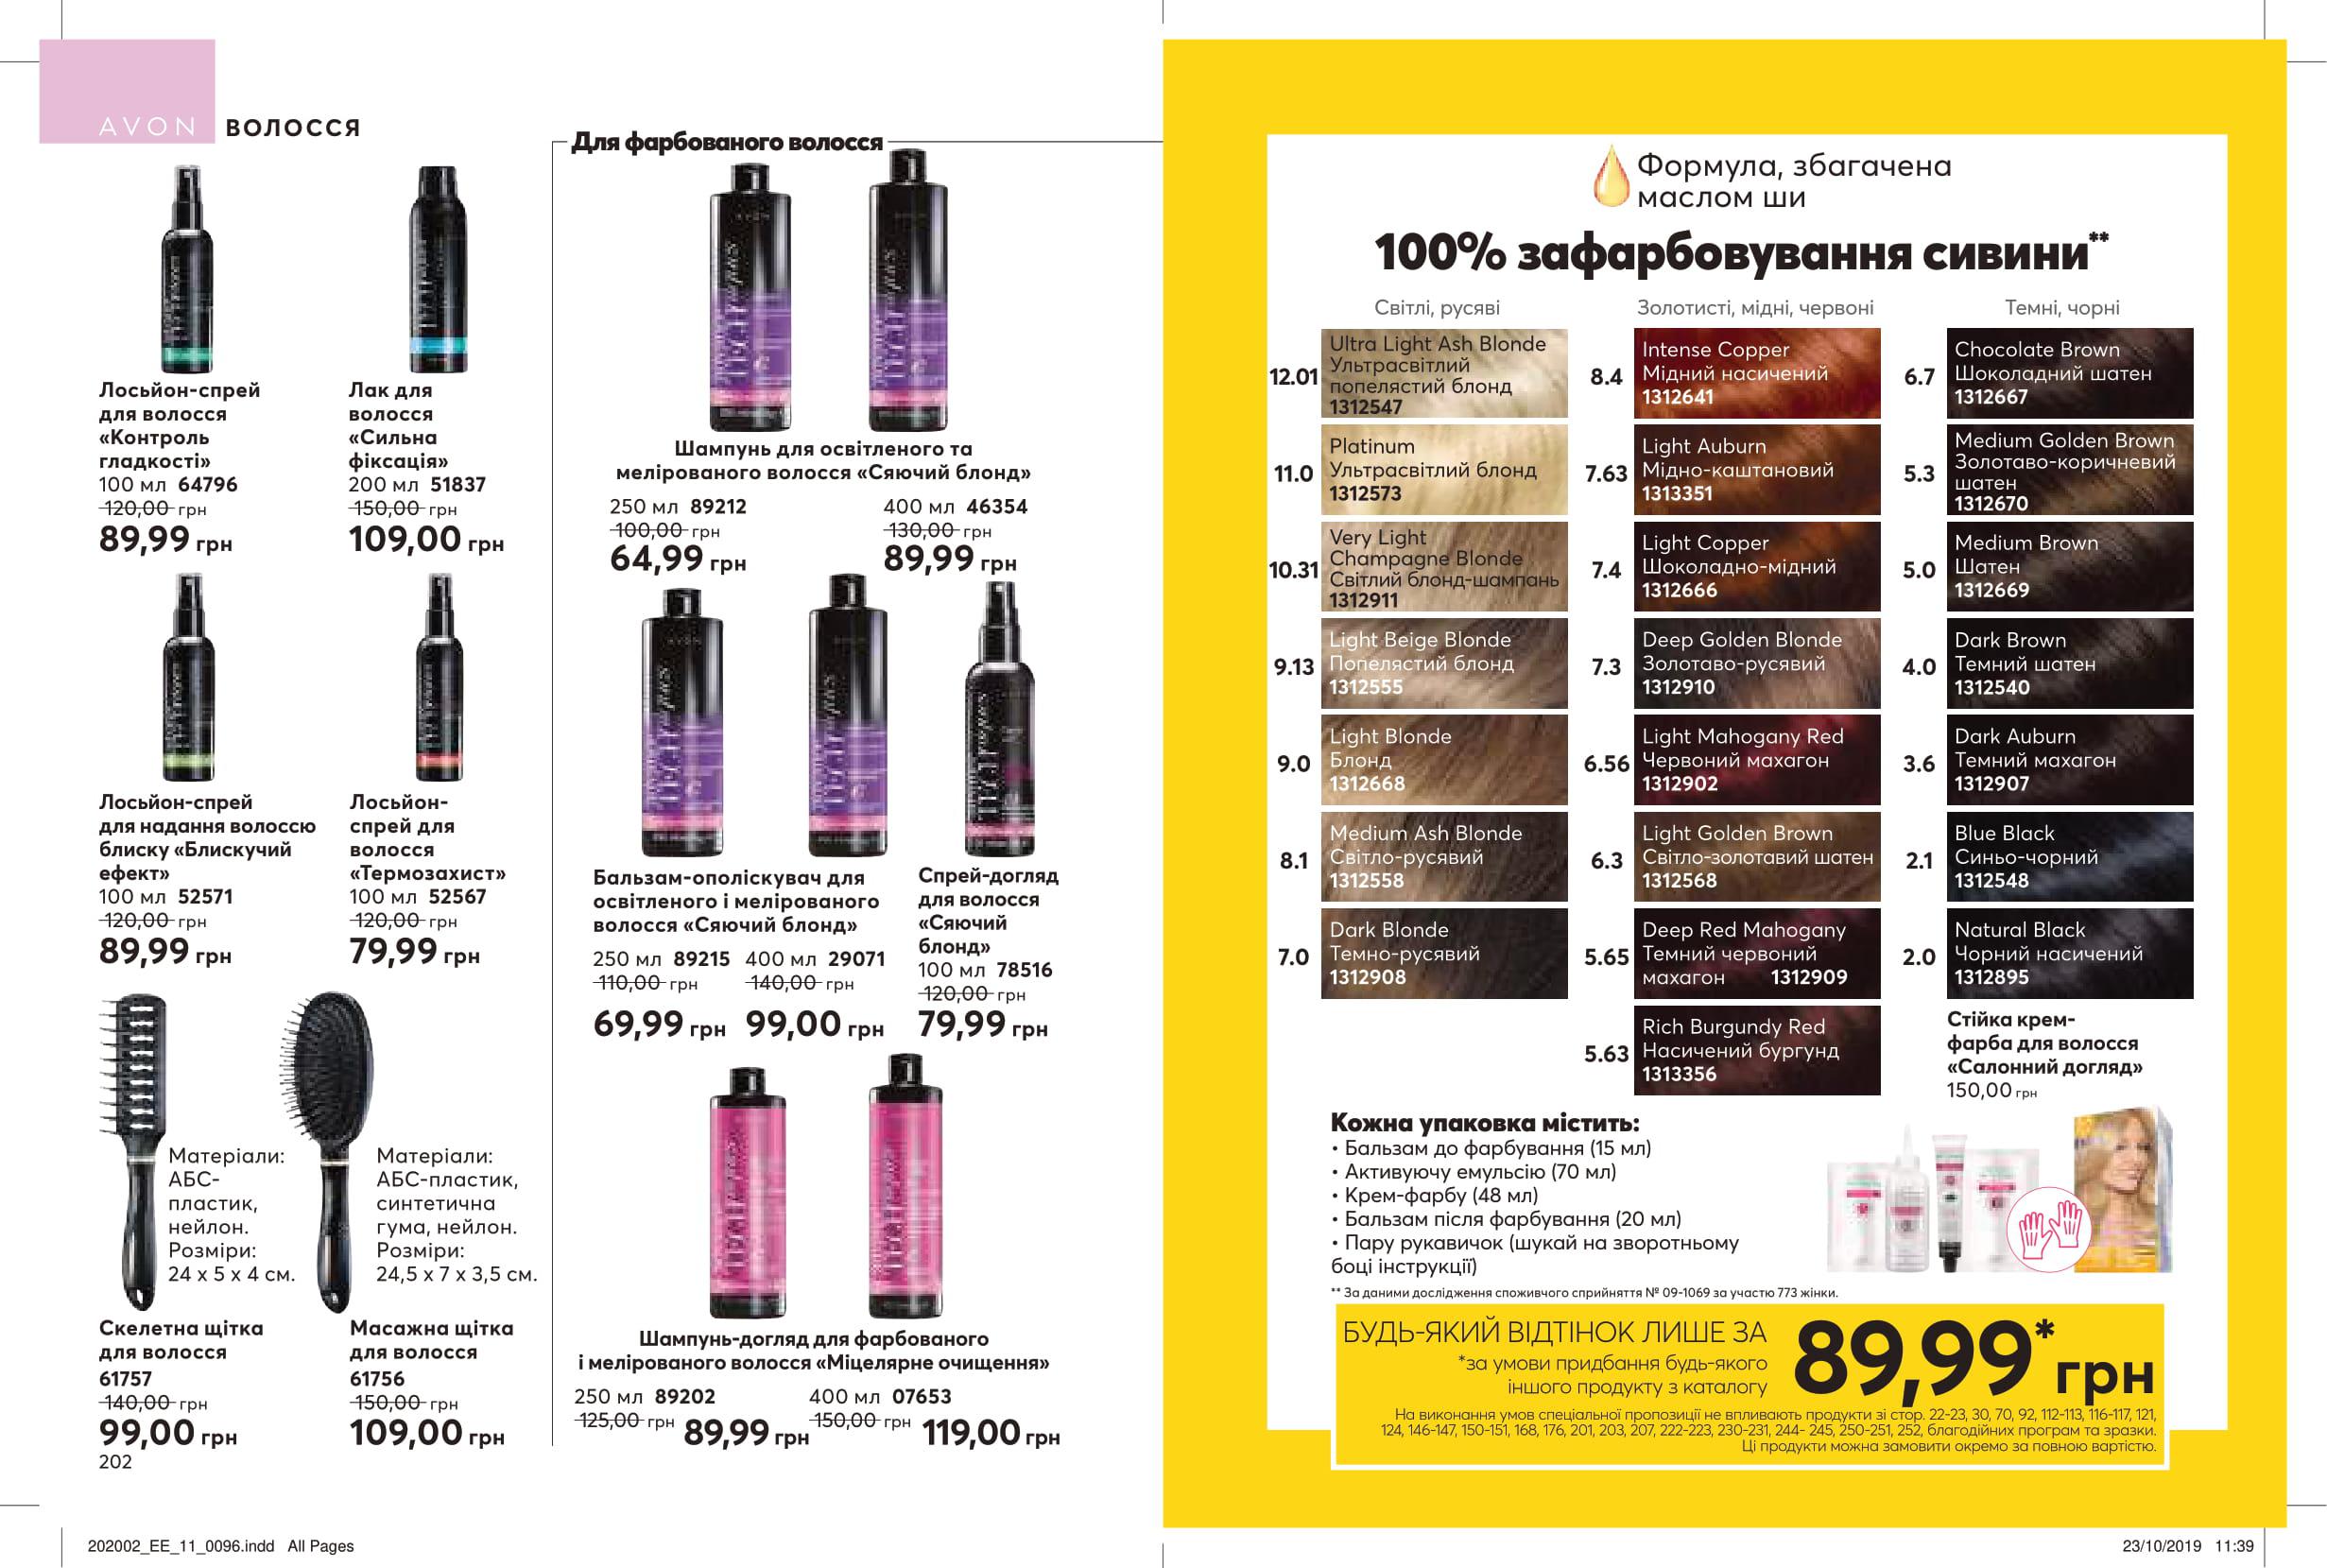 AVON ВОЛОССЯ
Лосьйон-спрей
для волосся
«Контроль
гладкості»
100 мл 64796
120,00 грн
89,99 грн
Лак для
волосся
«Сильна
фіксація»
200 мл 51837
150,00 грн
109,00 грн
Лосьйон-спрей
для надання волоссю
блиску «Блискучий
ефект»
100 мл 52571
120,00 грн
89,99 грн
Лосьйон-
спрей для
волосся
«Термозахист»
100 мл 52567
120,00 грн
79,99 грн
Матеріали:
АБС-
пластик,
нейлон.
Розміри:
24 х 5 х 4 см.
Матеріали:
АБС-пластик,
синтетична
гума, нейлон.
Розміри:
24,5 х 7 х 3,5 см.
Скелетна щітка
для волосся
61757
140,00 грн
99,00 грн
Масажна щітка
для волосся
61756
150,00 грн
109,00 грн
202
Для фарбованого волосся
Шампунь для освітленого та
мелірованого волосся «Сяючий блонд»
250 мл 89212
100,00 грн
64,99 грн
400 мл 46354
130,00 грн
89,99 грн
Бальзам-ополіскувач для
освітленого і мелірованого
волосся «Сяючий блонд»
250 мл 89215
110,00 грн
69,99 грн
400 мл 29071
140,00 грн
99,00 грн
Спрей-догляд
для волосся
«Сяючий
блонд»
100 мл 78516
120,00 грн
79,99 грн
Шампунь-догляд для фарбованого
і мелірованого волосся «Міцелярне очищення»
250 мл 89202
125,00 грн 89,99 грн
400 мл 07653
150,00 грн 119,00 грн
Формула, збагачена
маслом ши
100% зафарбовування сивини**
Світлі, русяві
12.01
Ultra Light Ash Blonde
Ультрасвітлий
попелястий блонд
1312547
11.0
Platinum
Ультрасвітлий блонд
1312573
10.31
Very Light
Champagne Blonde
Світлий блонд-шампань
1312911
9.13
Light Beige Blonde
Попелястий блонд
1312555
9.0
Light Blonde
Блонд
1312668
8.1
Medium Ash Blonde
Світло-русявий
1312558
7.0
Dark Blonde
Темно-русявий
1312908
Золотисті, мідні, червоні
8.4
Intense Copper
Мідний насичений
1312641
7.63
Light Auburn
Мідно-каштановий
1313351
7.4
Light Copper
Шоколадно-мідний
1312666
7.3
Deep Golden Blonde
Золотаво-русявий
1312910
6.56
Light Mahogany Red
Червоний махагон
1312902
6.3
Light Golden Brown
Світло-золотавий шатен
1312568
5.65
Deep Red Mahogany
Темний червоний
махагон 1312909
5.63
Rich Burgundy Red
Насичений бургунд
1313356
Темні, чорні
6.7
Chocolate Brown
Шоколадний шатен
1312667
5.3
Medium Golden Brown
Золотаво-коричневий
шатен
1312670
5.0
Medium Brown
Шатен
1312669
4.0
Dark Brown
Темний шатен
1312540
3.6
Dark Auburn
Темний махагон
1312907
2.1
Blue Black
Синьо-чорний
1312548
2.0
Natural Black
Чорний насичений
1312895
Стійка крем-
фарба для волосся
«Салонний догляд»
150,00 грн
Кожна упаковка містить:
• Бальзам до фарбування (15 мл)
• Активуючу емульсію (70 мл)
• Крем-фарбу (48 мл)
• Бальзам після фарбування (20 мл)
• Пару рукавичок (шукай на зворотньому
боці інструкції)
** За даними дослідження споживчого сприйняття № 09-1069 за участю 773 жінки.
БУДЬ-ЯКИЙ ВІДТІНОК ЛИШЕ ЗА
89,99* грн
*за умови придбання будь-якого
іншого продукту з каталогу
На виконання умов спеціальної пропозиції не впливають продукти зі стор. 22-23, 30, 70, 92, 112-113, 116-117, 121,
124, 146-147, 150-151, 168, 176, 201, 203, 207, 222-223, 230-231, 244- 245, 250-251, 252, благодійних програм та зразки.
Ці продукти можна замовити окремо за повною вартістю.
202002_EE_11_0096.indd All Pages
23/10/2019 11:39